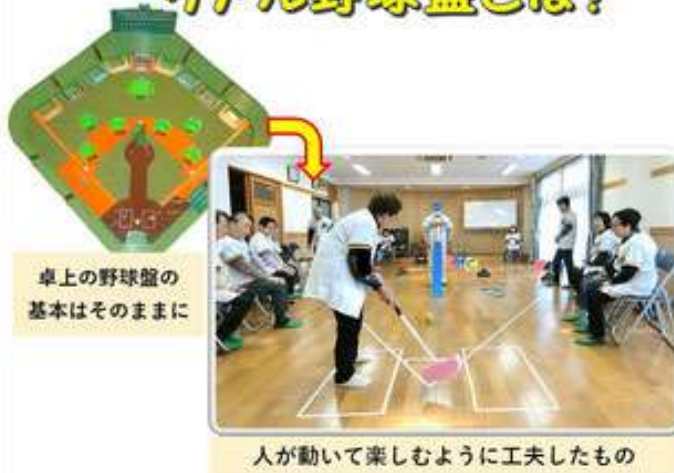 リアル野球盤とは？
卓上の野球盤の
基本はそのままに
人が動いて楽しむように工夫したもの